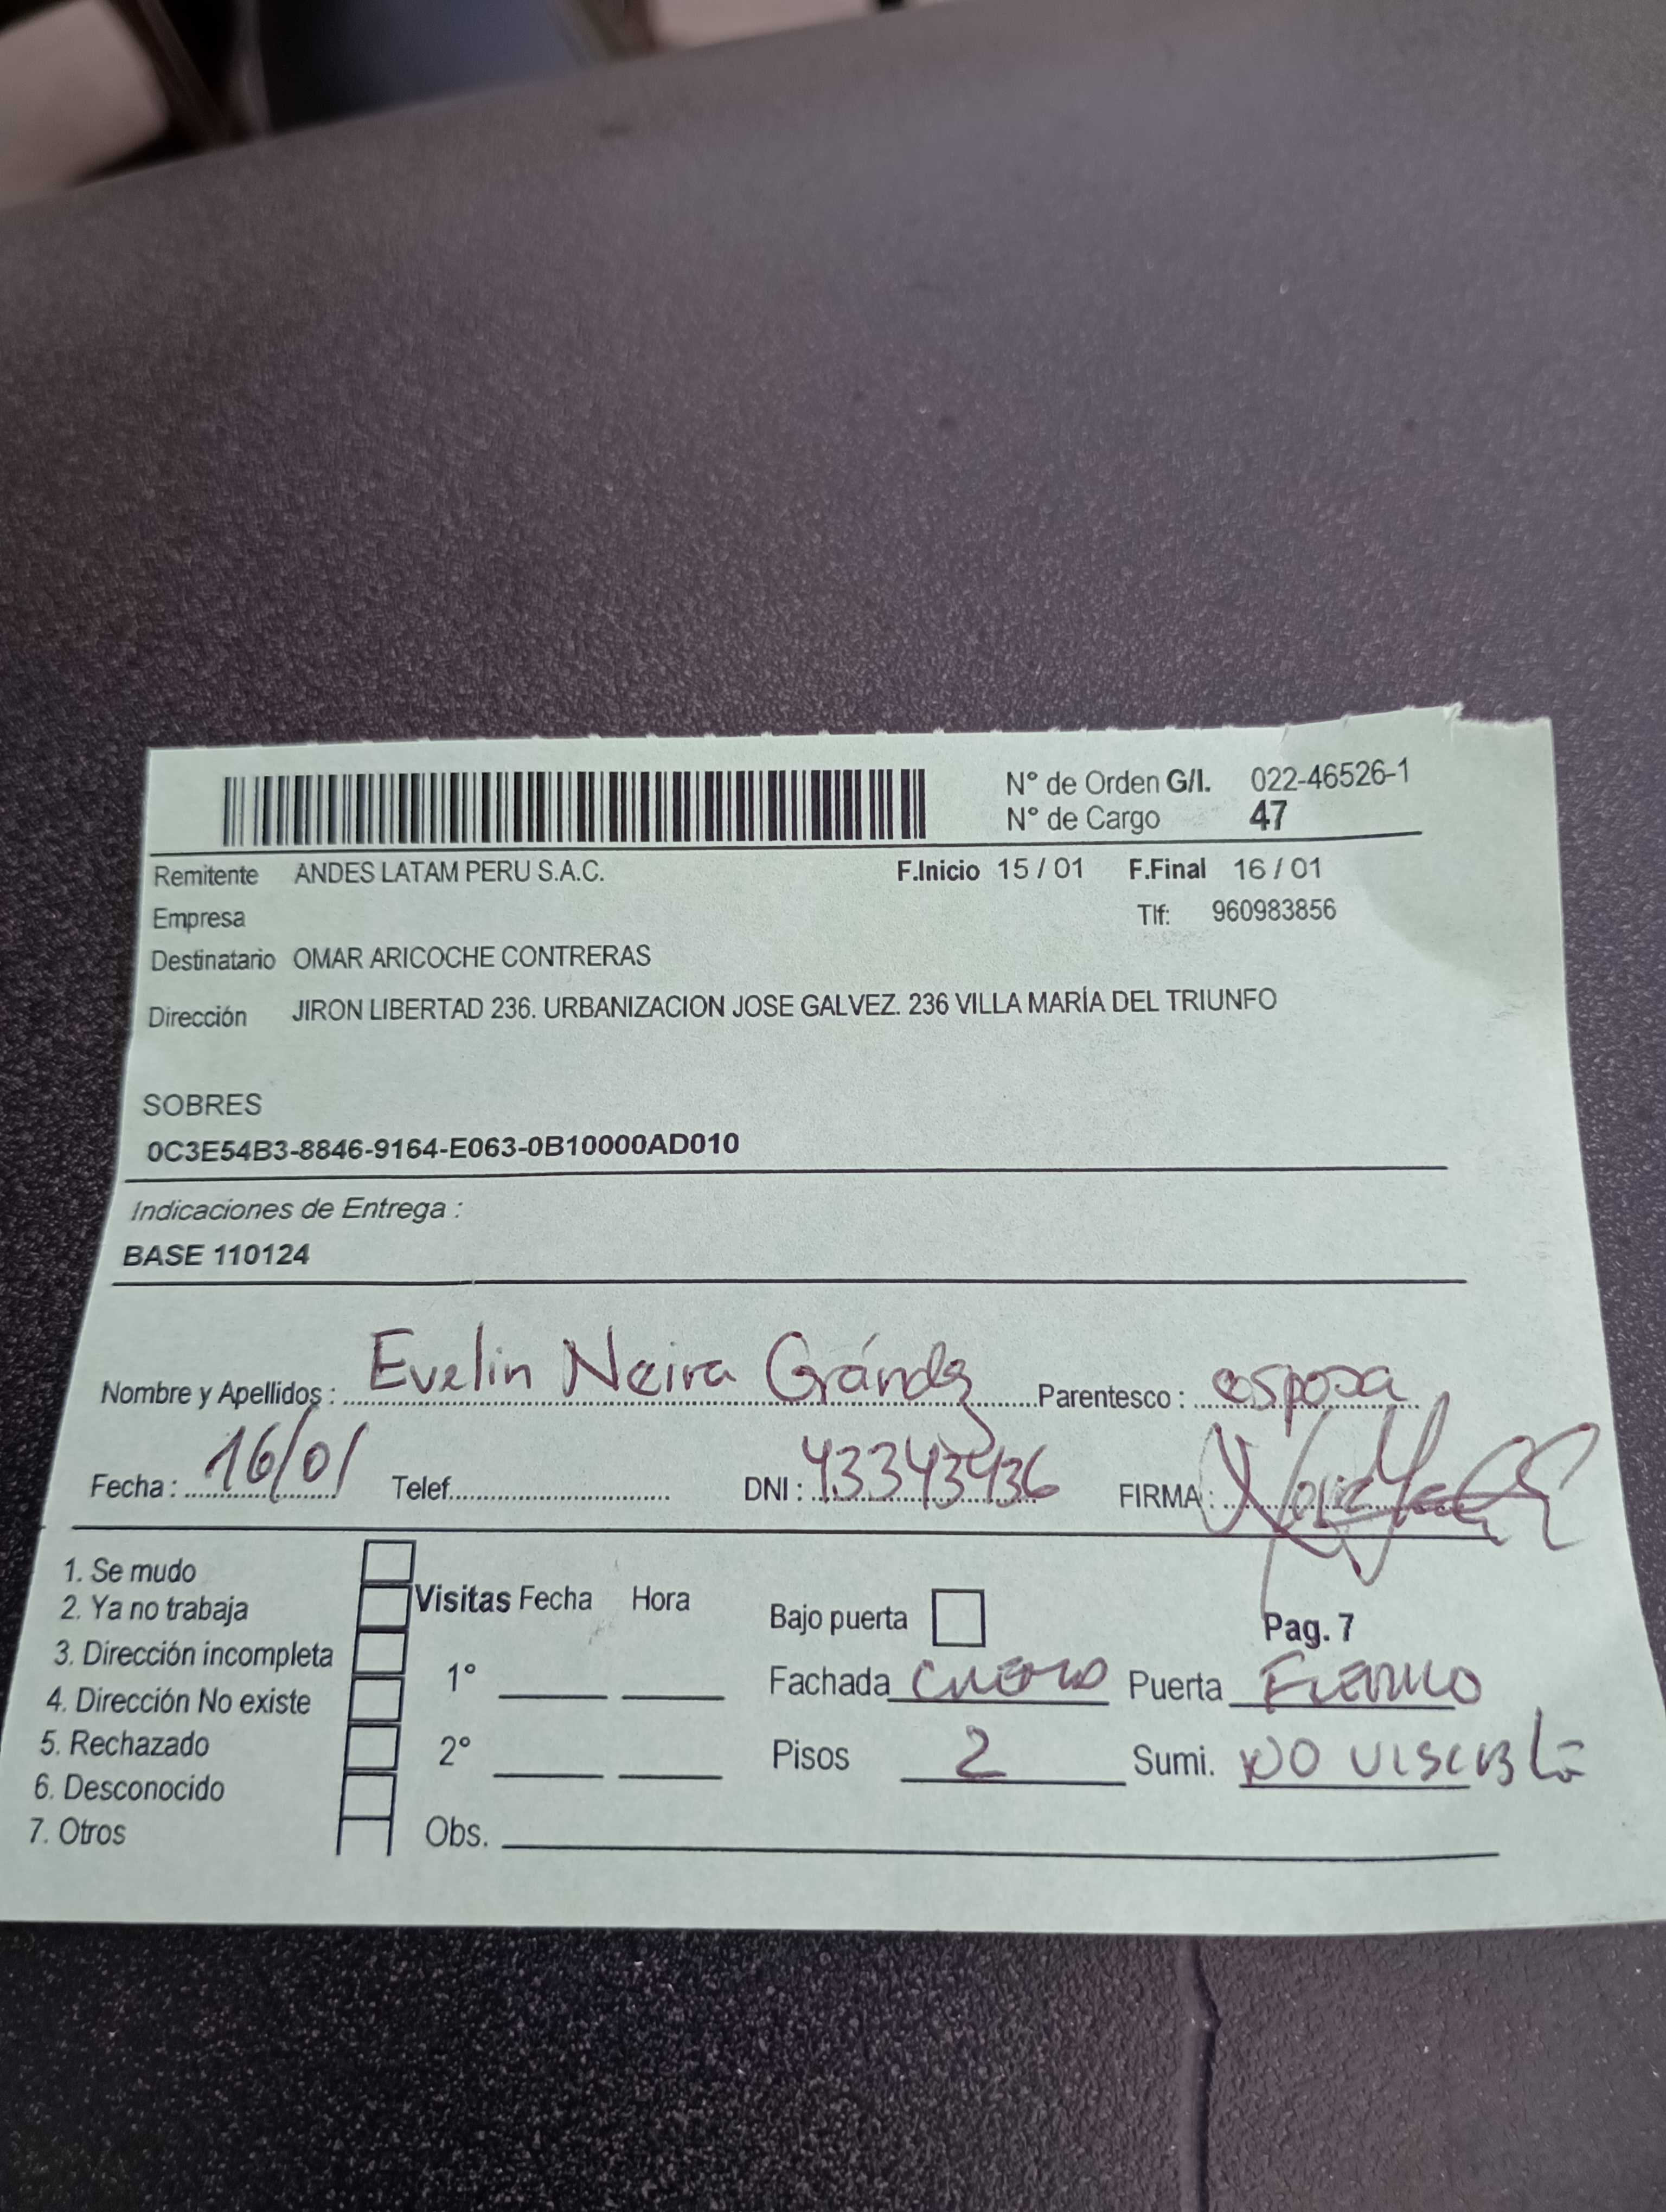 N° de Orden G/I. 022-46526-1
N° de Cargo 47
Remitente ANDES LATAM PERU S.A.C. F.Inicio 15 / 01 F.Final 16 / 01
Empresa Tlf: 960983856
Destinatario OMAR ARICOCHE CONTRERAS
Dirección JIRON LIBERTAD 236. URBANIZACION JOSE GALVEZ. 236 VILLA MARÍA DEL TRIUNFO
SOBRES
0C3E54B3-8846-9164-E063-0B10000AD010
Indicaciones de Entrega :
BASE 110124
Nombre y Apellidos : Evelin Neira Grández Parentesco : esposa
Fecha : 16/01 Telef. DNI : 43343436 FIRMA :
1. Se mudo
2. Ya no trabaja
3. Dirección incompleta
4. Dirección No existe
5. Rechazado
6. Desconocido
7. Otros
Visitas Fecha Hora
1°
2°
Obs.
Bajo puerta Pag. 7
Fachada Puerta FIERRO
Pisos 2 Sumi. NO VISIBLE